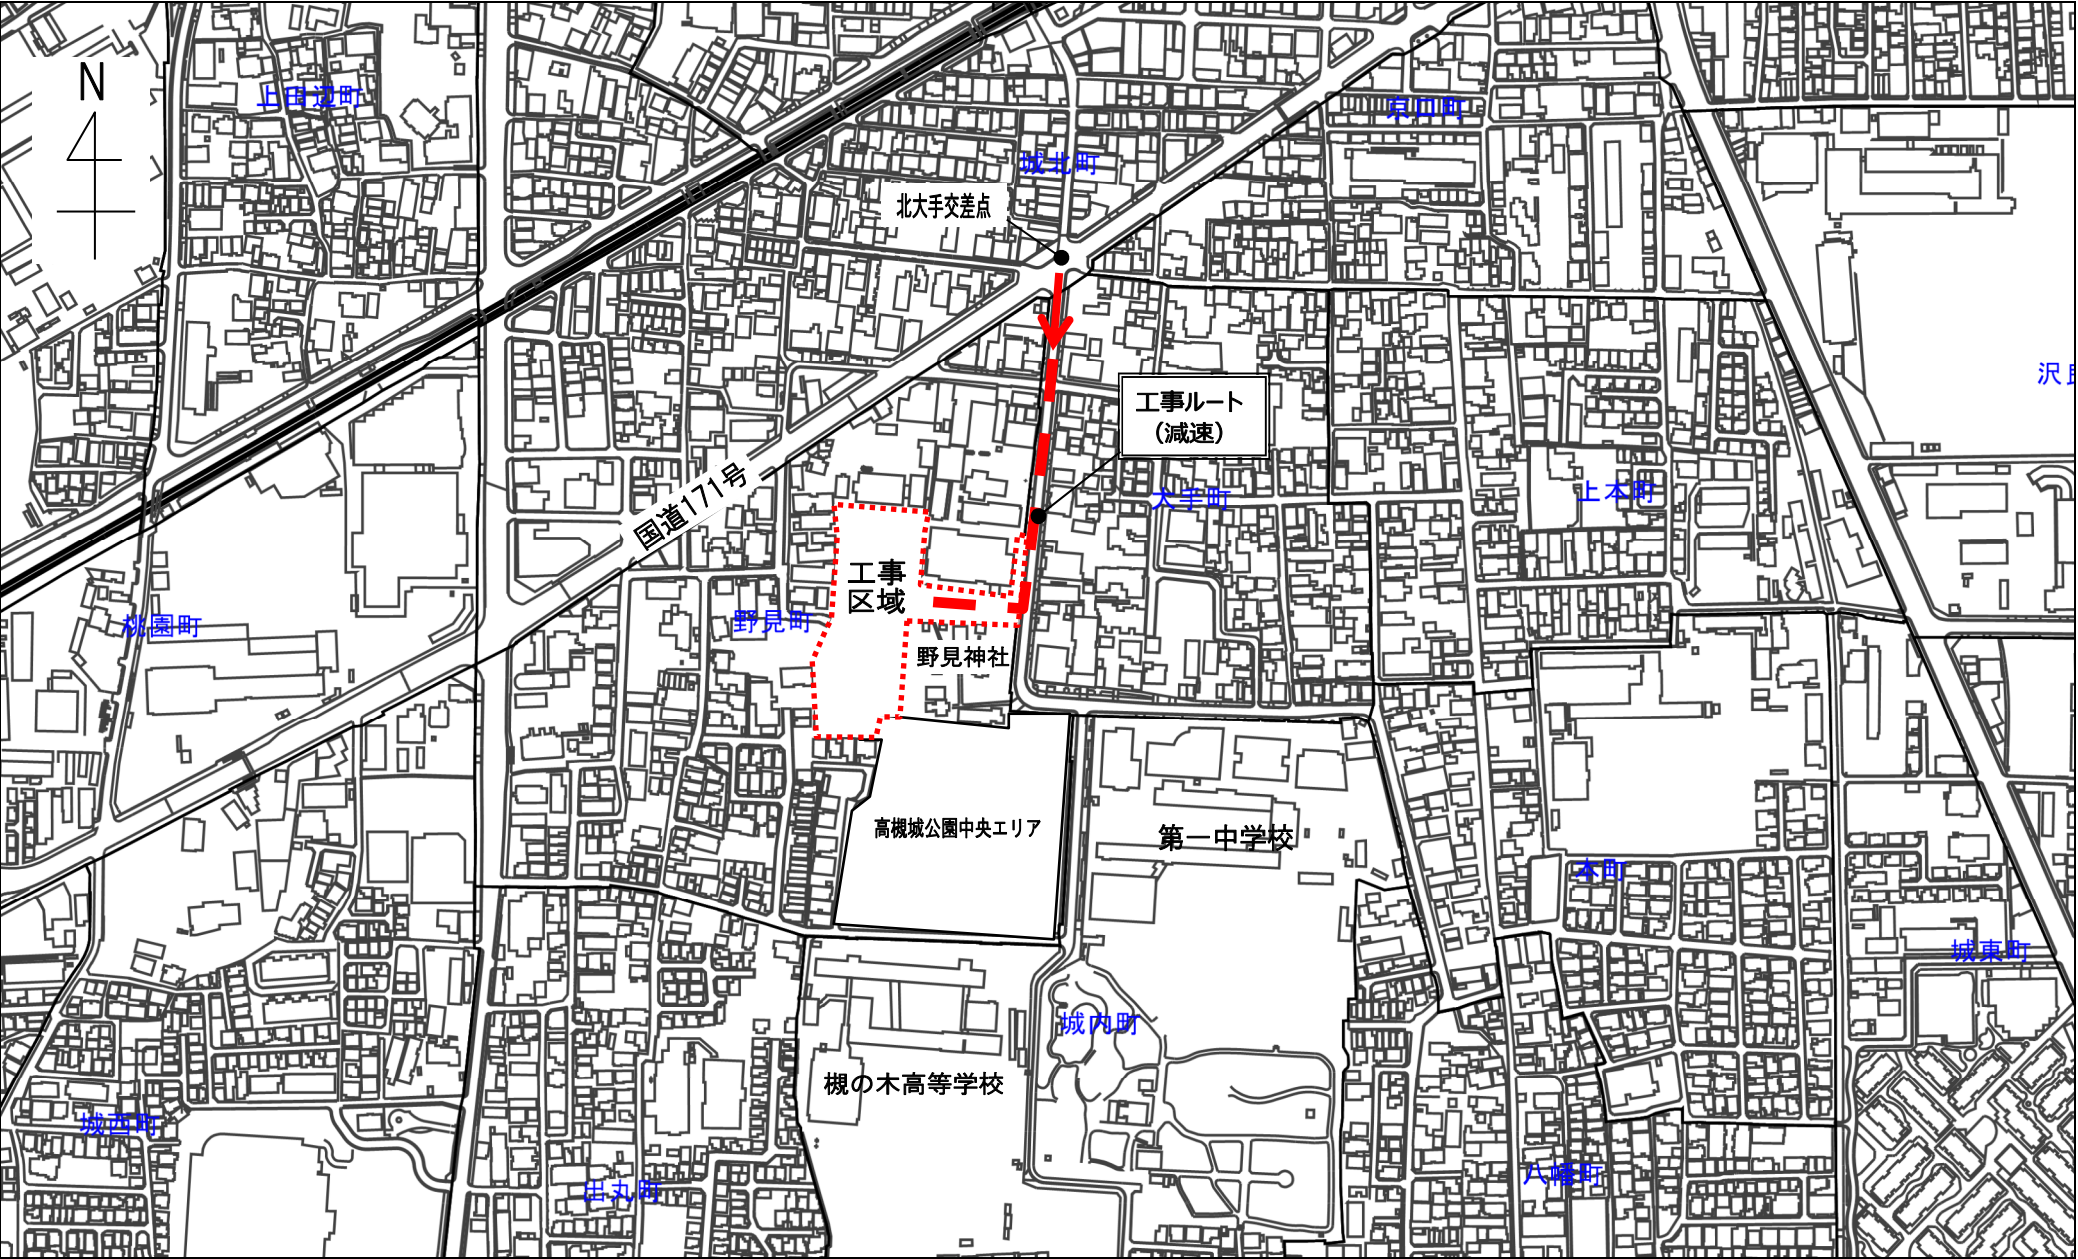 N
上田辺町
京口町
城北町
北大手交差点
工事ルート
（減速）
国道171号
大手町
上本町
工事
区域
桃園町
野見町
野見神社
高槻城公園中央エリア
第一中学校
本町
城東町
城内町
槻の木高等学校
城西町
出丸町
八幡町